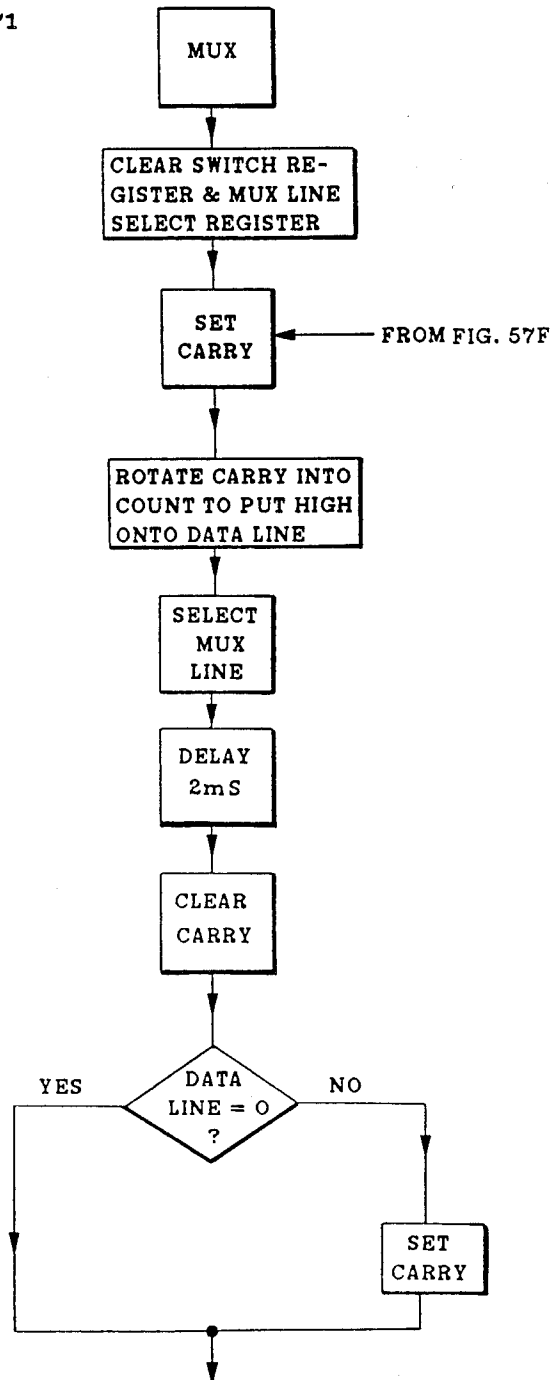 71
MUX
CLEAR SWITCH RE-
GISTER & MUX LINE
SELECT REGISTER
SET
CARRY
FROM FIG. 57F
ROTATE CARRY INTO
COUNT TO PUT HIGH
ONTO DATA LINE
SELECT
MUX
LINE
DELAY
2mS
CLEAR
CARRY
YES
DATA
LINE = 0
?
NO
SET
CARRY